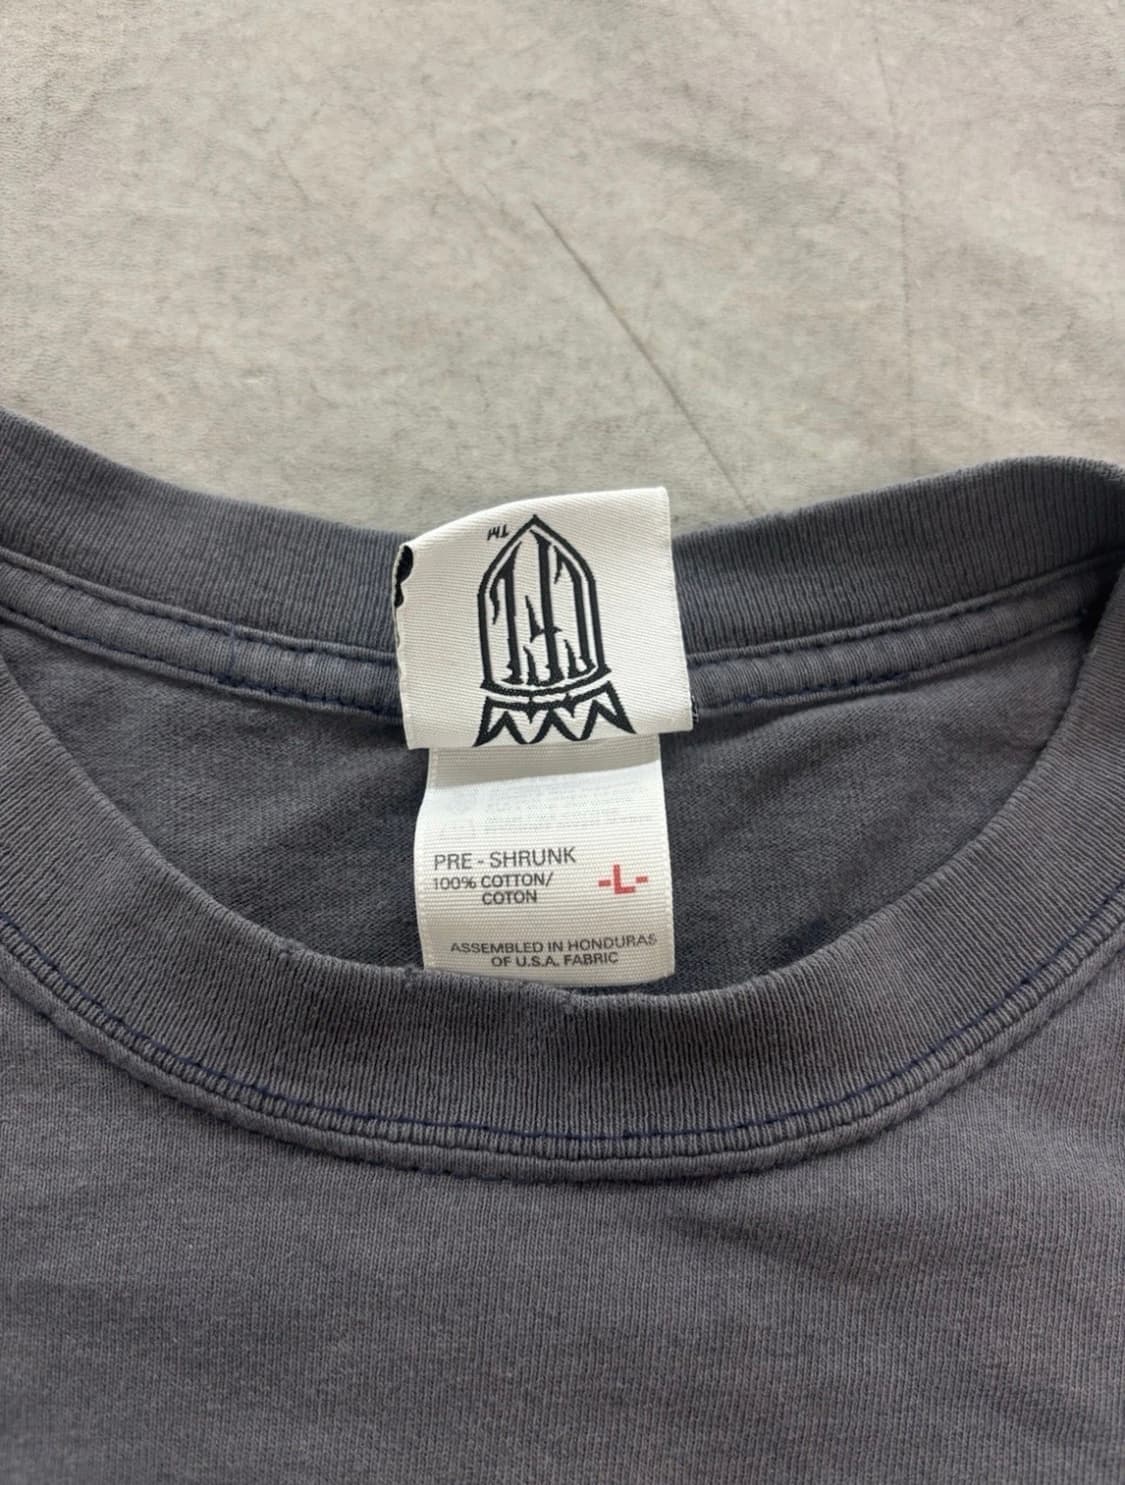 PRE - SHRUNK
100% COTTON/
COTON
-L-
ASSEMBLED IN HONDURAS
OF U.S.A. FABRIC